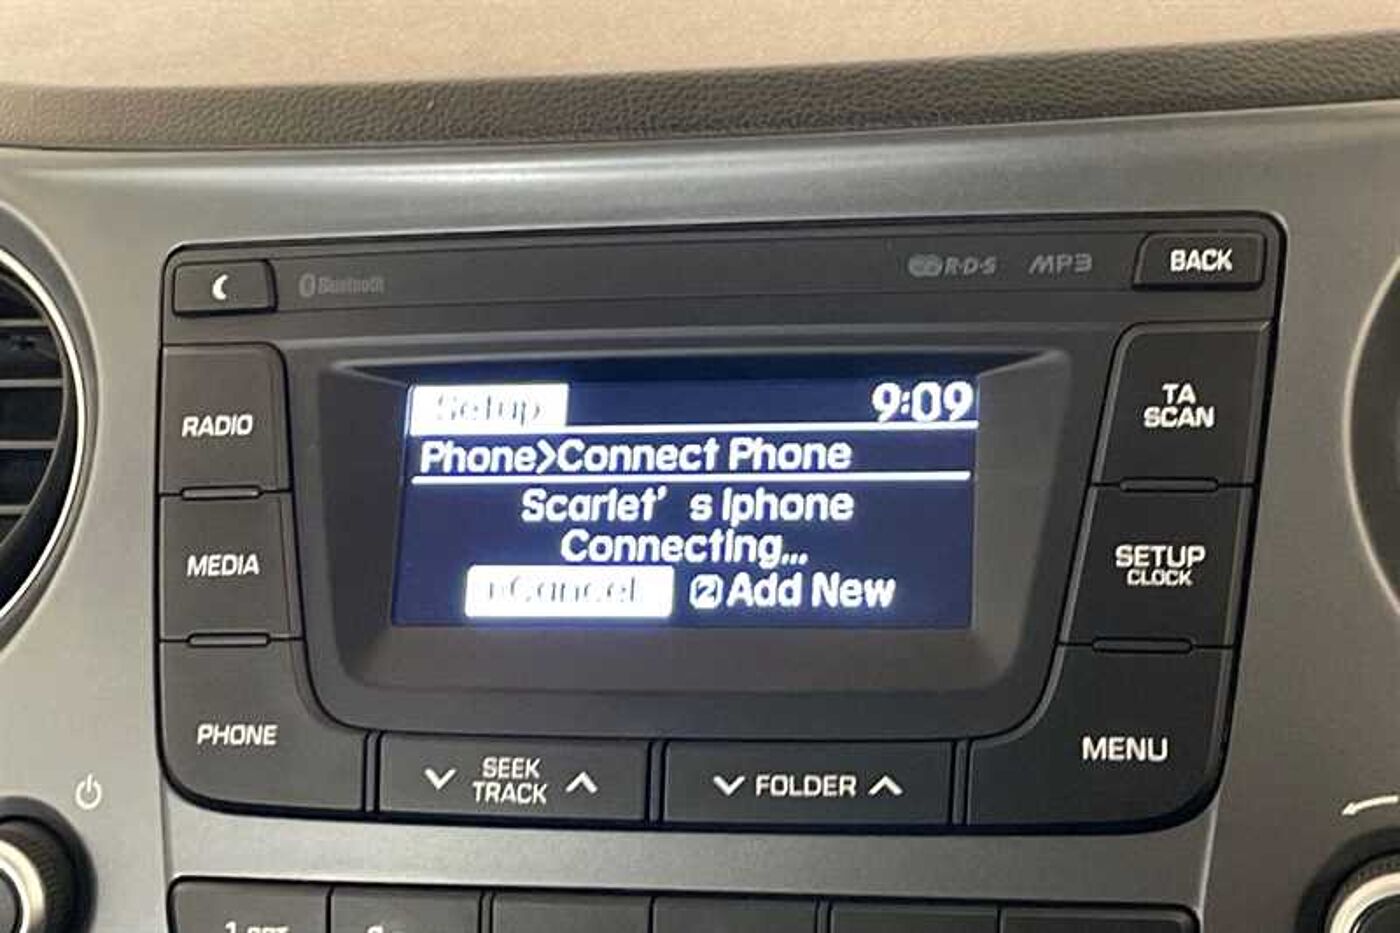 Bluetooth
R·D·S
MP3
BACK
RADIO
MEDIA
PHONE
Setup
9:09
Phone>Connect Phone
Scarlet's Iphone
Connecting...
Cancel
2 Add New
TA
SCAN
SETUP
CLOCK
MENU
SEEK
TRACK
FOLDER